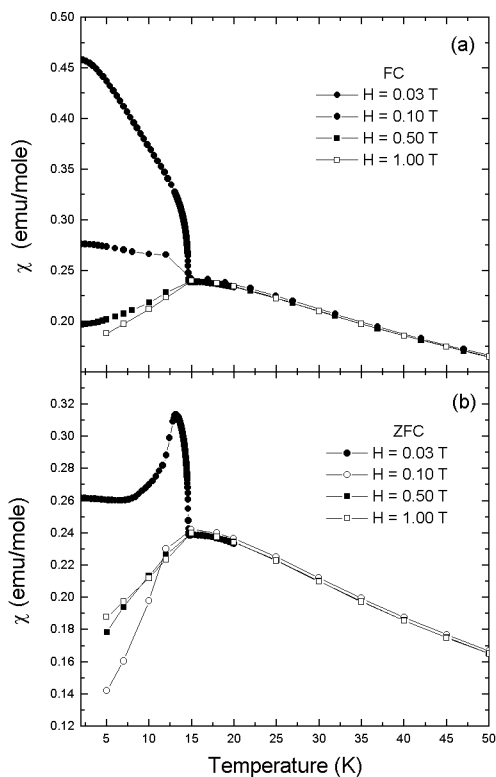 (a)
FC
H = 0.03 T
H = 0.10 T
H = 0.50 T
H = 1.00 T
0.50
0.45
0.40
0.35
0.30
0.25
0.20
χ (emu/mole)
(b)
ZFC
H = 0.03 T
H = 0.10 T
H = 0.50 T
H = 1.00 T
0.32
0.30
0.28
0.26
0.24
0.22
0.20
0.18
0.16
0.14
0.12
χ (emu/mole)
5 10 15 20 25 30 35 40 45 50
Temperature (K)